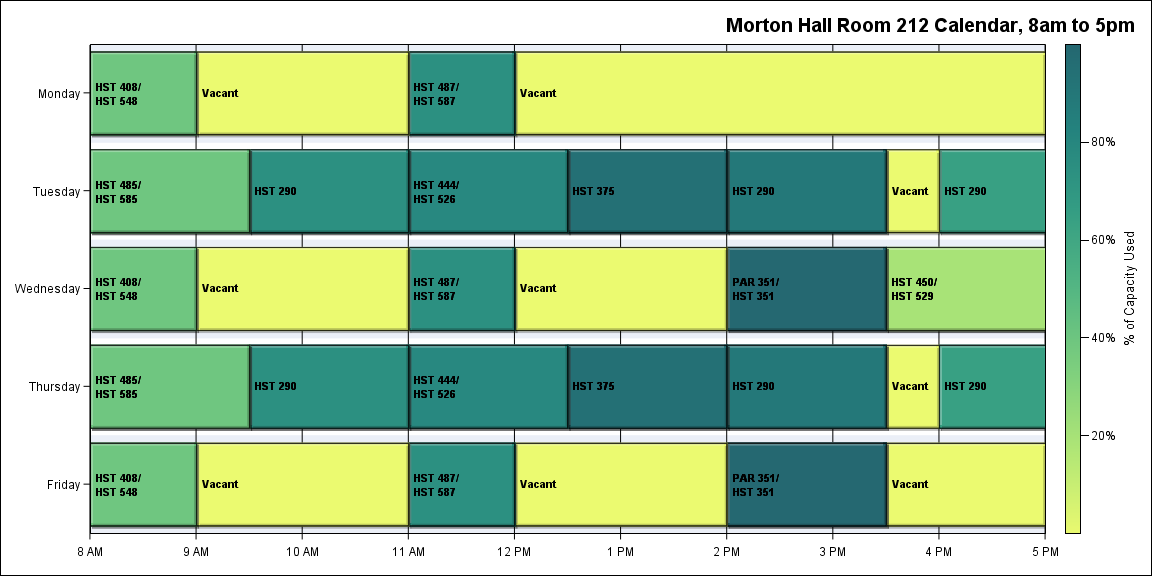 Morton Hall Room 212 Calendar, 8am to 5pm
Monday
HST 408/
HST 548
Vacant
HST 487/
HST 587
Vacant
Tuesday
HST 485/
HST 585
HST 290
HST 444/
HST 526
HST 375
HST 290
Vacant
HST 290
Wednesday
HST 408/
HST 548
Vacant
HST 487/
HST 587
Vacant
PAR 351/
HST 351
HST 450/
HST 529
Thursday
HST 485/
HST 585
HST 290
HST 444/
HST 526
HST 375
HST 290
Vacant
HST 290
Friday
HST 408/
HST 548
Vacant
HST 487/
HST 587
Vacant
PAR 351/
HST 351
Vacant
8 AM
9 AM
10 AM
11 AM
12 PM
1 PM
2 PM
3 PM
4 PM
5 PM
80%
60%
40%
20%
% of Capacity Used